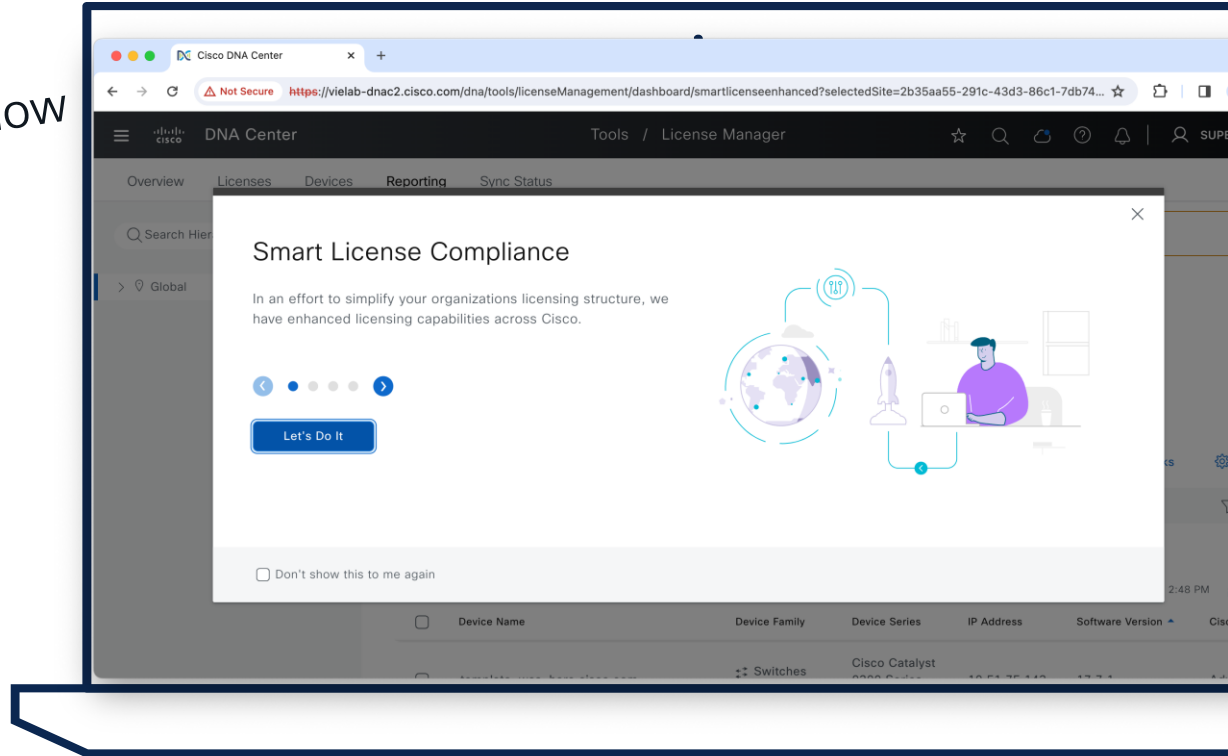 Cisco DNA Center
Not Secure https://vielab-dnac2.cisco.com/dna/tools/licenseManagement/dashboard/smartlicenseenhanced?selectedSite=2b35aa55-291c-43d3-86c1-7db74...
cisco DNA Center Tools / License Manager
Overview Licenses Devices Reporting Sync Status
Search Hier
Global
Smart License Compliance
In an effort to simplify your organizations licensing structure, we
have enhanced licensing capabilities across Cisco.
Let's Do It
Don't show this to me again
2:48 PM
Device Name Device Family Device Series IP Address Software Version
Switches Cisco Catalyst